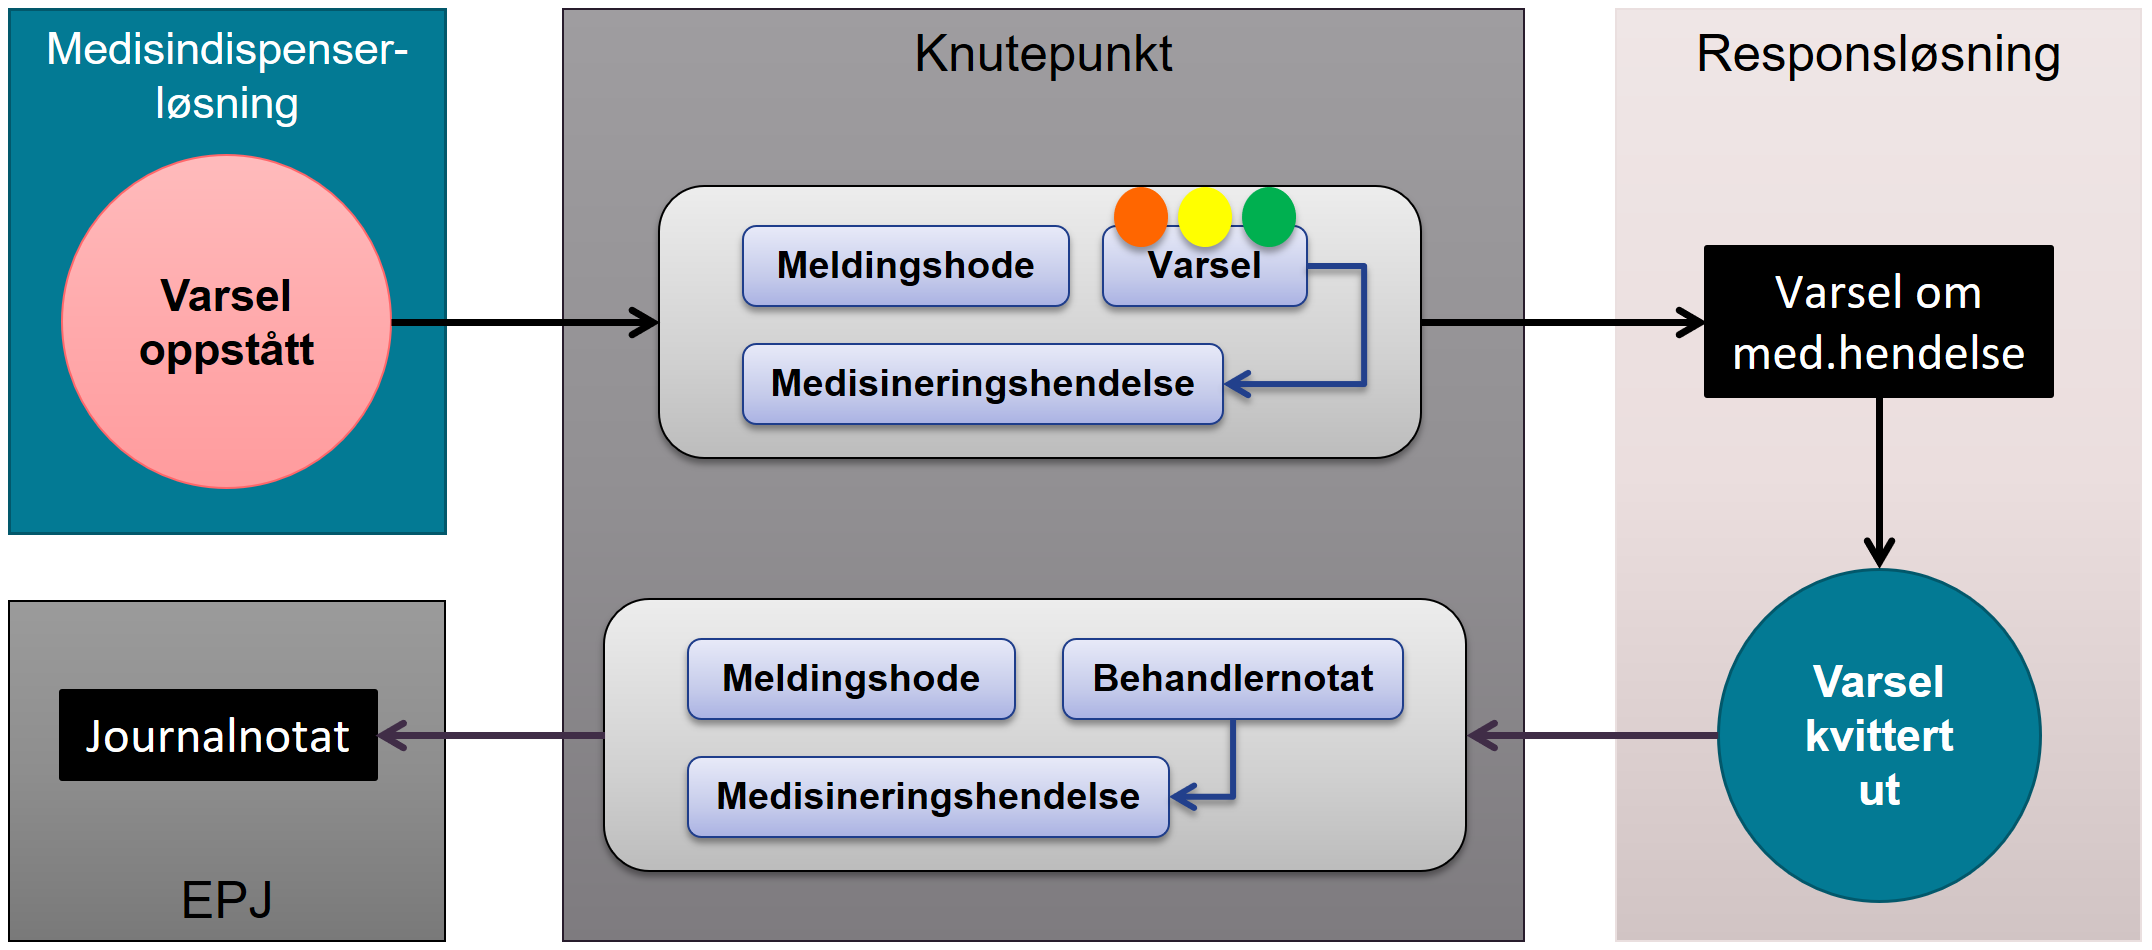 Medisindispenser-
løsning
Varsel
oppstått
Knutepunkt
Meldingshode
Varsel
Medisineringshendelse
Responsløsning
Varsel om
med.hendelse
Varsel
kvittert
ut
Meldingshode
Behandlernotat
Medisineringshendelse
Journalnotat
EPJ